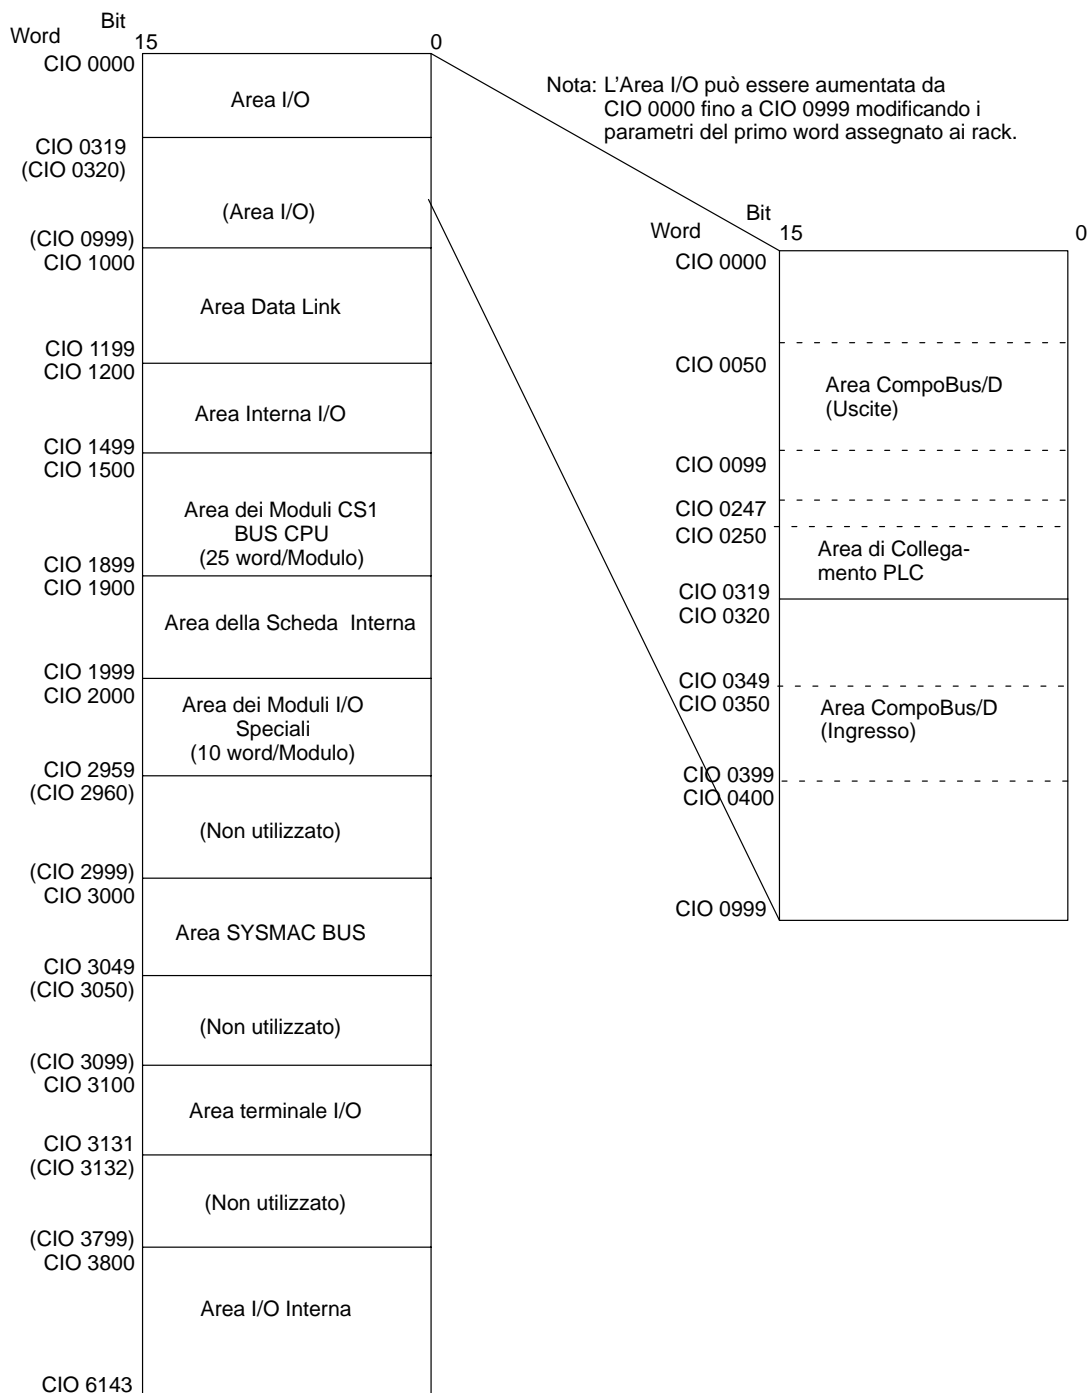 Bit
Word
15
0
CIO 0000
Area I/O
CIO 0319
(CIO 0320)
(Area I/O)
(CIO 0999)
CIO 1000
Area Data Link
CIO 1199
CIO 1200
Area Interna I/O
CIO 1499
CIO 1500
Area dei Moduli CS1
BUS CPU
(25 word/Modulo)
CIO 1899
CIO 1900
Area della Scheda Interna
CIO 1999
CIO 2000
Area dei Moduli I/O
Speciali
(10 word/Modulo)
CIO 2959
(CIO 2960)
(Non utilizzato)
(CIO 2999)
CIO 3000
Area SYSMAC BUS
CIO 3049
(CIO 3050)
(Non utilizzato)
(CIO 3099)
CIO 3100
Area terminale I/O
CIO 3131
(CIO 3132)
(Non utilizzato)
(CIO 3799)
CIO 3800
Area I/O Interna
CIO 6143
Nota: L'Area I/O può essere aumentata da
CIO 0000 fino a CIO 0999 modificando i
parametri del primo word assegnato ai rack.
Bit
Word
15
0
CIO 0000
CIO 0050
Area CompoBus/D
(Uscite)
CIO 0099
CIO 0247
CIO 0250
Area di Collega-
mento PLC
CIO 0319
CIO 0320
CIO 0349
CIO 0350
Area CompoBus/D
(Ingresso)
CIO 0399
CIO 0400
CIO 0999